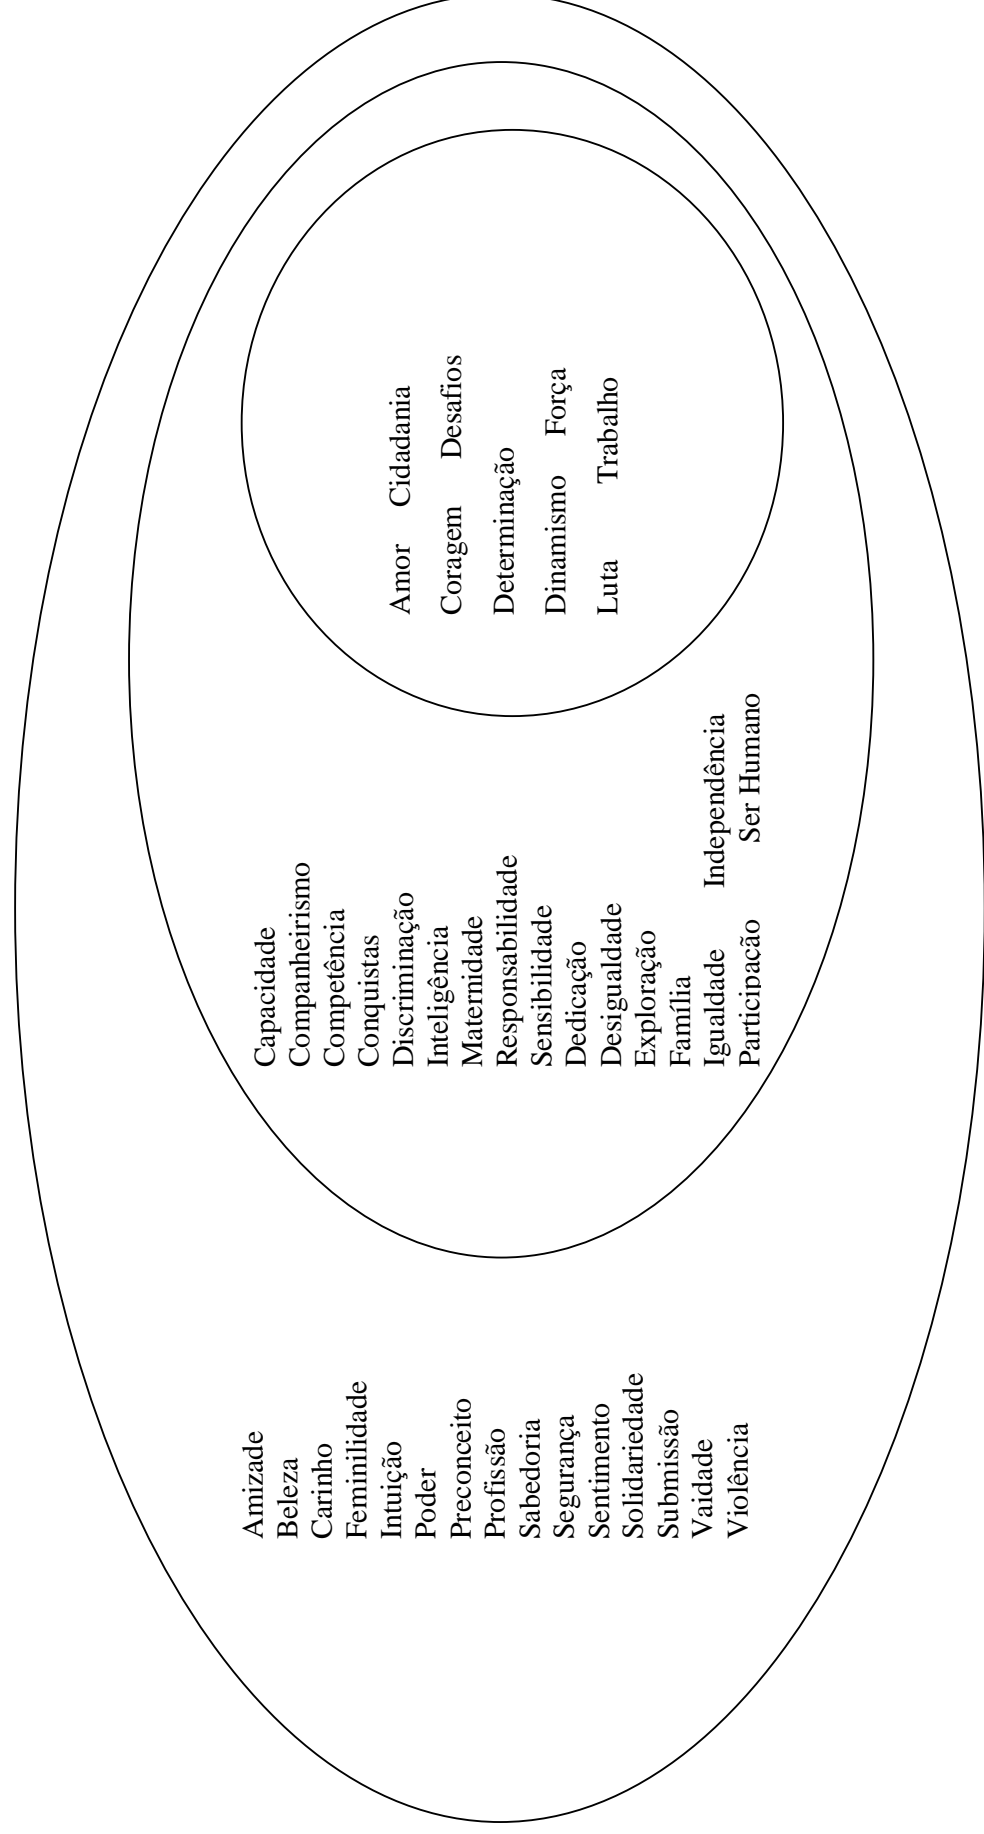 Amizade
Beleza
Carinho
Feminilidade
Intuição
Poder
Preconceito
Profissão
Sabedoria
Segurança
Sentimento
Solidariedade
Submissão
Vaidade
Violência
Capacidade
Companheirismo
Competência
Conquistas
Discriminação
Inteligência
Maternidade
Responsabilidade
Sensibilidade
Dedicação
Desigualdade
Exploração
Família
Igualdade Independência
Participação Ser Humano
Amor Cidadania
Coragem Desafios
Determinação
Dinamismo Força
Luta Trabalho